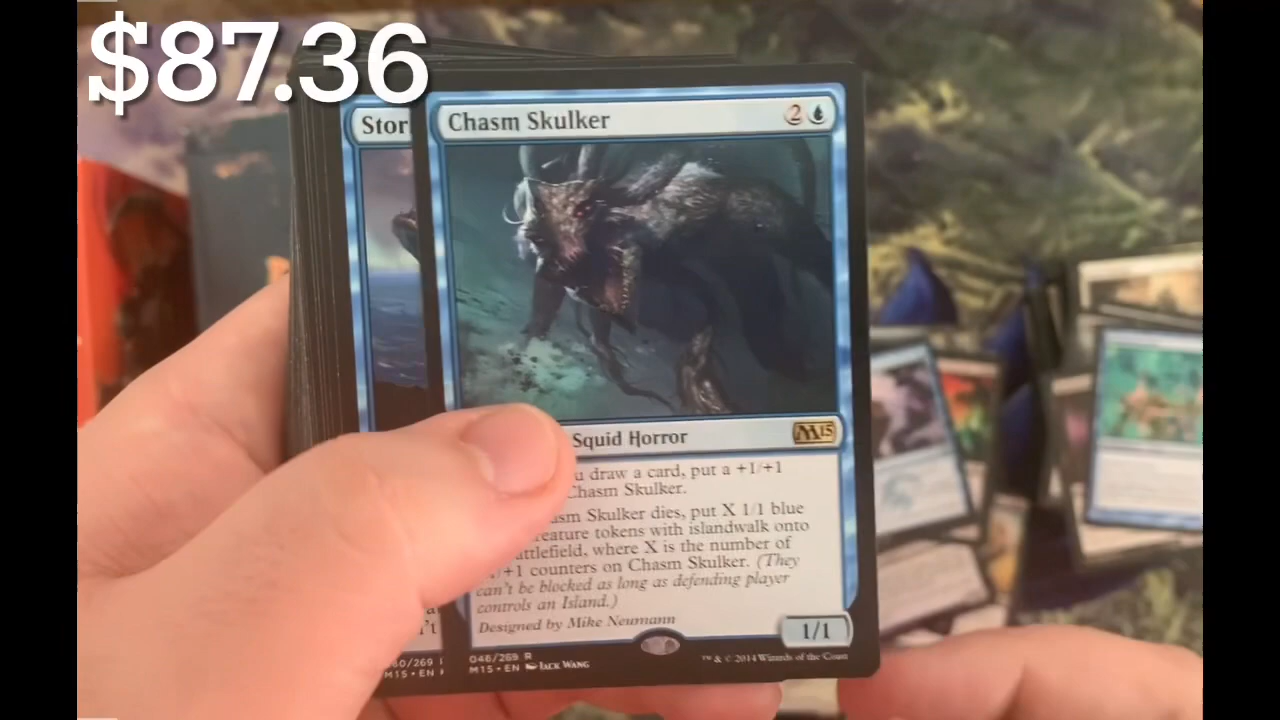 $87.36
Stor
Chasm Skulker
2
Squid Horror
M15
u draw a card, put a +1/+1
Chasm Skulker.
asm Skulker dies, put X 1/1 blue
reature tokens with islandwalk onto
attlefield, where X is the number of
/+1 counters on Chasm Skulker. (They
can't be blocked as long as defending player
controls an Island.)
Designed by Mike Neumann
1/1
046/269 R
M15 • EN JACK WANG
™ & © 2014 Wizards of the Coast
60/269
M15 • EN